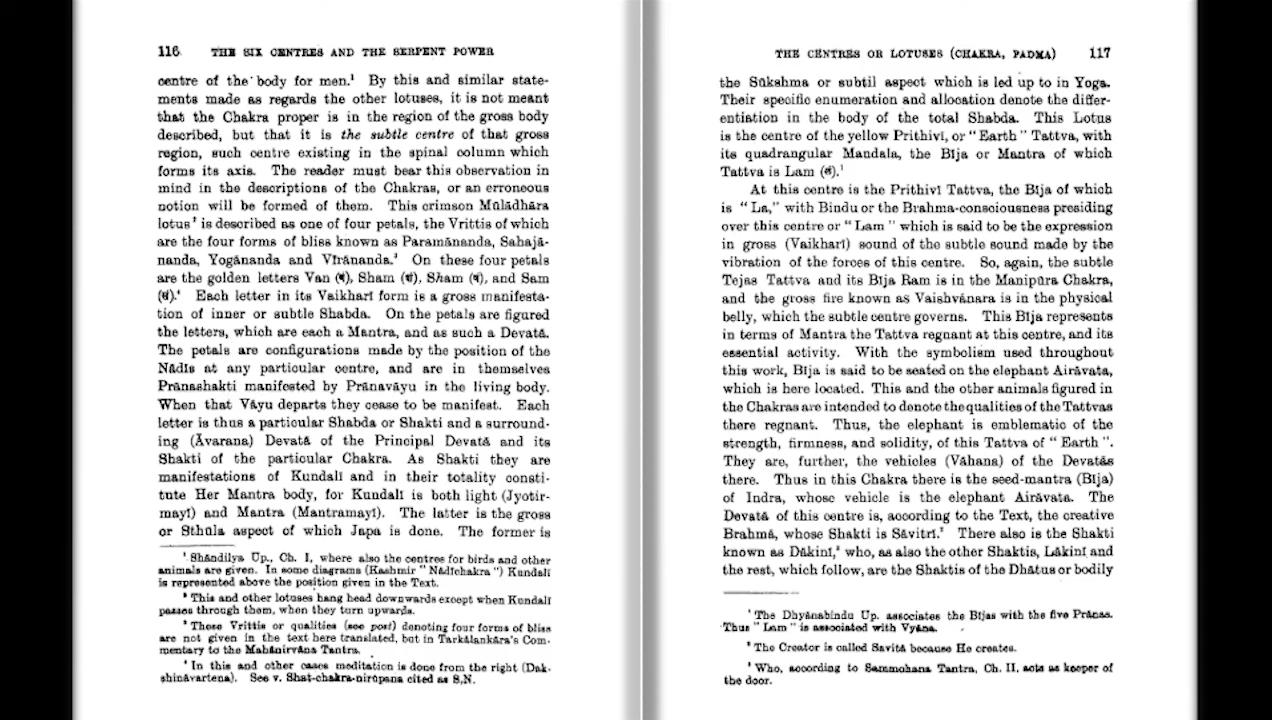 116 THE SIX CENTRES AND THE SERPENT POWER
centre of the body for men.¹ By this and similar state-
ments made as regards the other lotuses, it is not meant
that the Chakra proper is in the region of the gross body
described, but that it is the subtle centre of that gross
region, such centre existing in the spinal column which
forms its axis. The reader must bear this observation in
mind in the descriptions of the Chakras, or an erroneous
notion will be formed of them. This crimson Mūlādhāra
lotus² is described as one of four petals, the Vrittis of which
are the four forms of bliss known as Paramānanda, Sahajā-
nanda, Yogānanda and Vīrānanda.³ On these four petals
are the golden letters Van (वं), Sham (शं), Sham (षं), and Sam
(सं).⁴ Each letter in its Vaikharī form is a gross manifesta-
tion of inner or subtle Shabda. On the petals are figured
the letters, which are each a Mantra, and as such a Devatā.
The petals are configurations made by the position of the
Nādīs at any particular centre, and are in themselves
Prānashakti manifested by Prānavāyu in the living body.
When that Vāyu departs they cease to be manifest. Each
letter is thus a particular Shabda or Shakti and a surround-
ing (Āvarana) Devatā of the Principal Devatā and its
Shakti of the particular Chakra. As Shakti they are
manifestations of Kundalī and in their totality consti-
tute Her Mantra body, for Kundalī is both light (Jyotir-
mayī) and Mantra (Mantramayī). The latter is the gross
or Sthūla aspect of which Japa is done. The former is
¹ Shāndilya Up., Ch. I, where also the centres for birds and other
animals are given. In some diagrams (Kashmir "Nādīchakra") Kundalī
is represented above the position given in the Text.
² This and other lotuses hang head downwards except when Kundalī
passes through them, when they turn upwards.
³ These Vrittis or qualities (see post) denoting four forms of bliss
are not given in the text here translated, but in Tarkālankāra's Com-
mentary to the Mahānirvāna Tantra.
⁴ In this and other cases meditation is done from the right (Dak-
shināvartena). See v. Shat-chakra-nirūpana cited as S.N.
THE CENTRES OR LOTUSES (CHAKRA, PADMA) 117
the Sūkshma or subtil aspect which is led up to in Yoga.
Their specific enumeration and allocation denote the differ-
entiation in the body of the total Shabda. This Lotus
is the centre of the yellow Prithivī, or "Earth" Tattva, with
its quadrangular Mandala, the Bīja or Mantra of which
Tattva is Lam (लं).¹
At this centre is the Prithivī Tattva, the Bīja of which
is "La," with Bindu or the Brahma-consciousness presiding
over this centre or "Lam" which is said to be the expression
in gross (Vaikharī) sound of the subtle sound made by the
vibration of the forces of this centre. So, again, the subtle
Tejas Tattva and its Bīja Ram is in the Manipūra Chakra,
and the gross fire known as Vaishvānara is in the physical
belly, which the subtle centre governs. This Bīja represents
in terms of Mantra the Tattva regnant at this centre, and its
essential activity. With the symbolism used throughout
this work, Bīja is said to be seated on the elephant Airāvata,
which is here located. This and the other animals figured in
the Chakras are intended to denote the qualities of the Tattvas
there regnant. Thus, the elephant is emblematic of the
strength, firmness, and solidity, of this Tattva of "Earth".
They are, further, the vehicles (Vāhana) of the Devatās
there. Thus in this Chakra there is the seed-mantra (Bīja)
of Indra, whose vehicle is the elephant Airāvata. The
Devatā of this centre is, according to the Text, the creative
Brahmā, whose Shakti is Sāvitrī.² There also is the Shakti
known as Dākinī,³ who, as also the other Shaktis, Lākinī and
the rest, which follow, are the Shaktis of the Dhātus or bodily
¹ The Dhyānabindu Up. associates the Bījas with the five Prānas.
Thus "Lam" is associated with Vyāna.
² The Creator is called Savitā because He creates.
³ Who, according to Sammohana Tantra, Ch. II, acts as keeper of
the door.